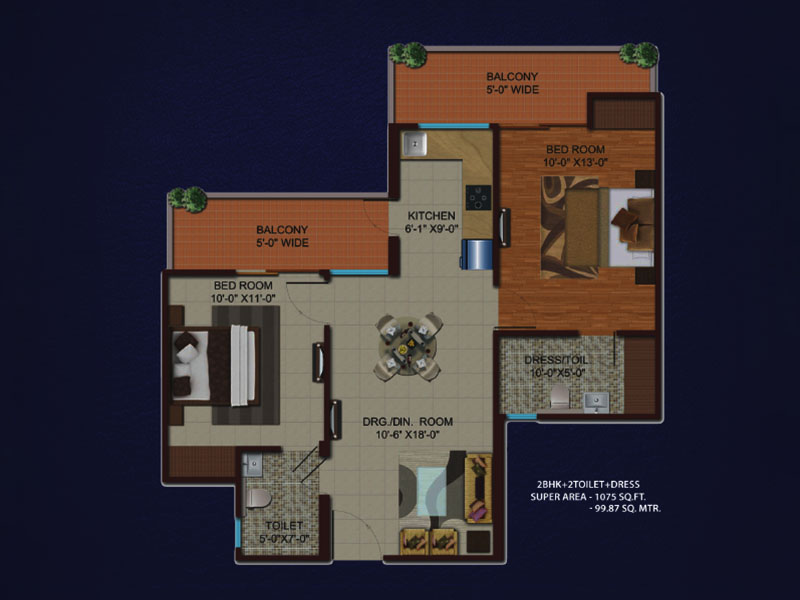 BALCONY
5'-0" WIDE
BED ROOM
10'-0" X13'-0"
KITCHEN
6'-1" X9'-0"
BALCONY
5'-0" WIDE
BED ROOM
10'-0" X11'-0"
DRESS/TOIL
10'-0"X5'-0"
DRG./DIN. ROOM
10'-6" X18'-0"
2BHK+2TOILET+DRESS
SUPER AREA - 1075 SQ.FT.
- 99.87 SQ. MTR.
TOILET
5'-0"X7'-0"